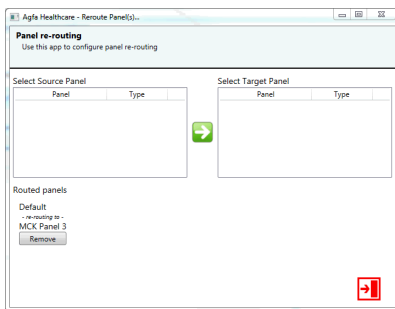 Agfa Healthcare - Reroute Panel(s)...
Panel re-routing
Use this app to configure panel re-routing
Select Source Panel
Select Target Panel
Panel Type
Panel Type
Routed panels
Default
- re-routing to -
MCK Panel 3
Remove